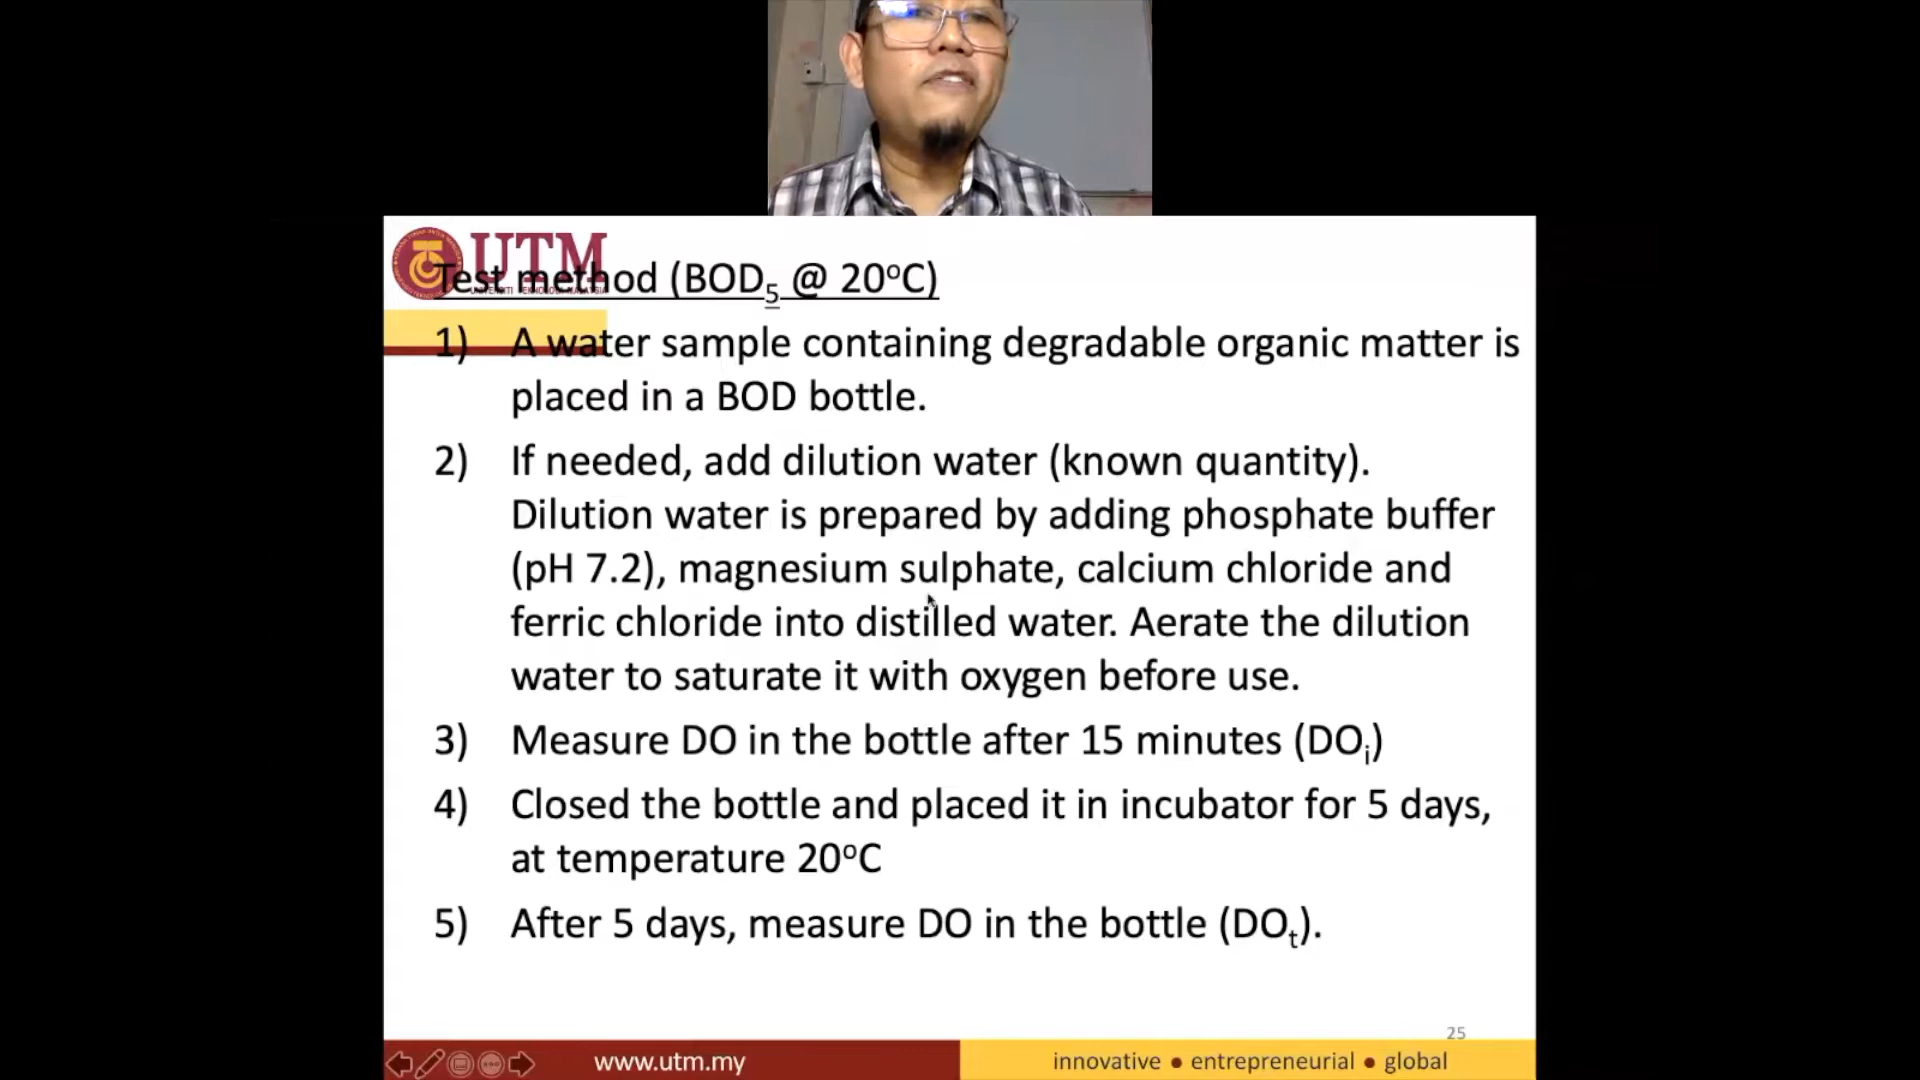 UTM
Test method (BOD5 @ 20oC)
1) A water sample containing degradable organic matter is
placed in a BOD bottle.
2) If needed, add dilution water (known quantity).
Dilution water is prepared by adding phosphate buffer
(pH 7.2), magnesium sulphate, calcium chloride and
ferric chloride into distilled water. Aerate the dilution
water to saturate it with oxygen before use.
3) Measure DO in the bottle after 15 minutes (DOi)
4) Closed the bottle and placed it in incubator for 5 days,
at temperature 20oC
5) After 5 days, measure DO in the bottle (DOt).
25
www.utm.my
innovative ● entrepreneurial ● global